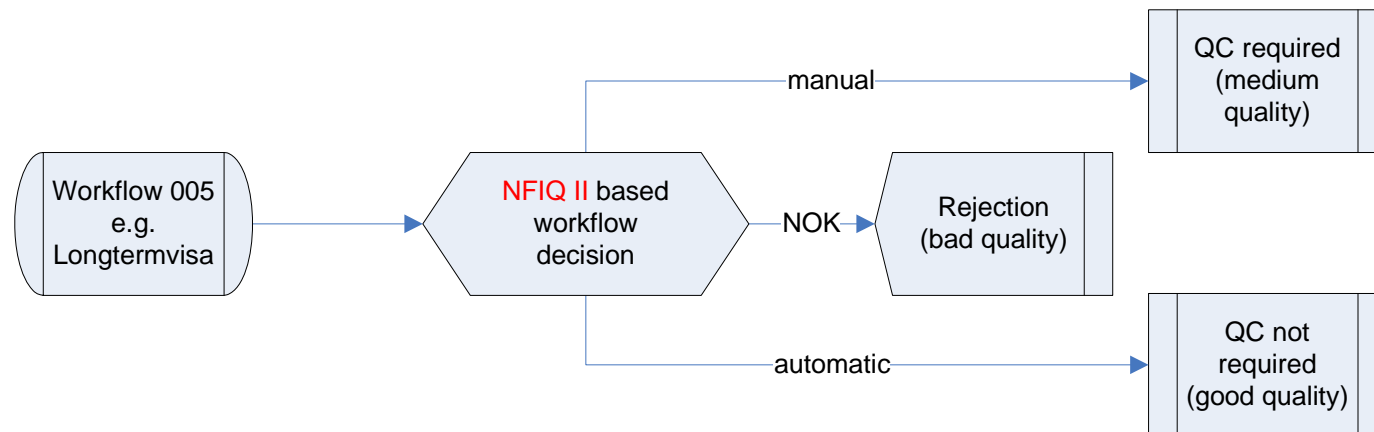 QC required
(medium
quality)
manual
Workflow 005
e.g.
Longtermvisa
NFIQ II based
workflow
decision
NOK
Rejection
(bad quality)
automatic
QC not
required
(good quality)